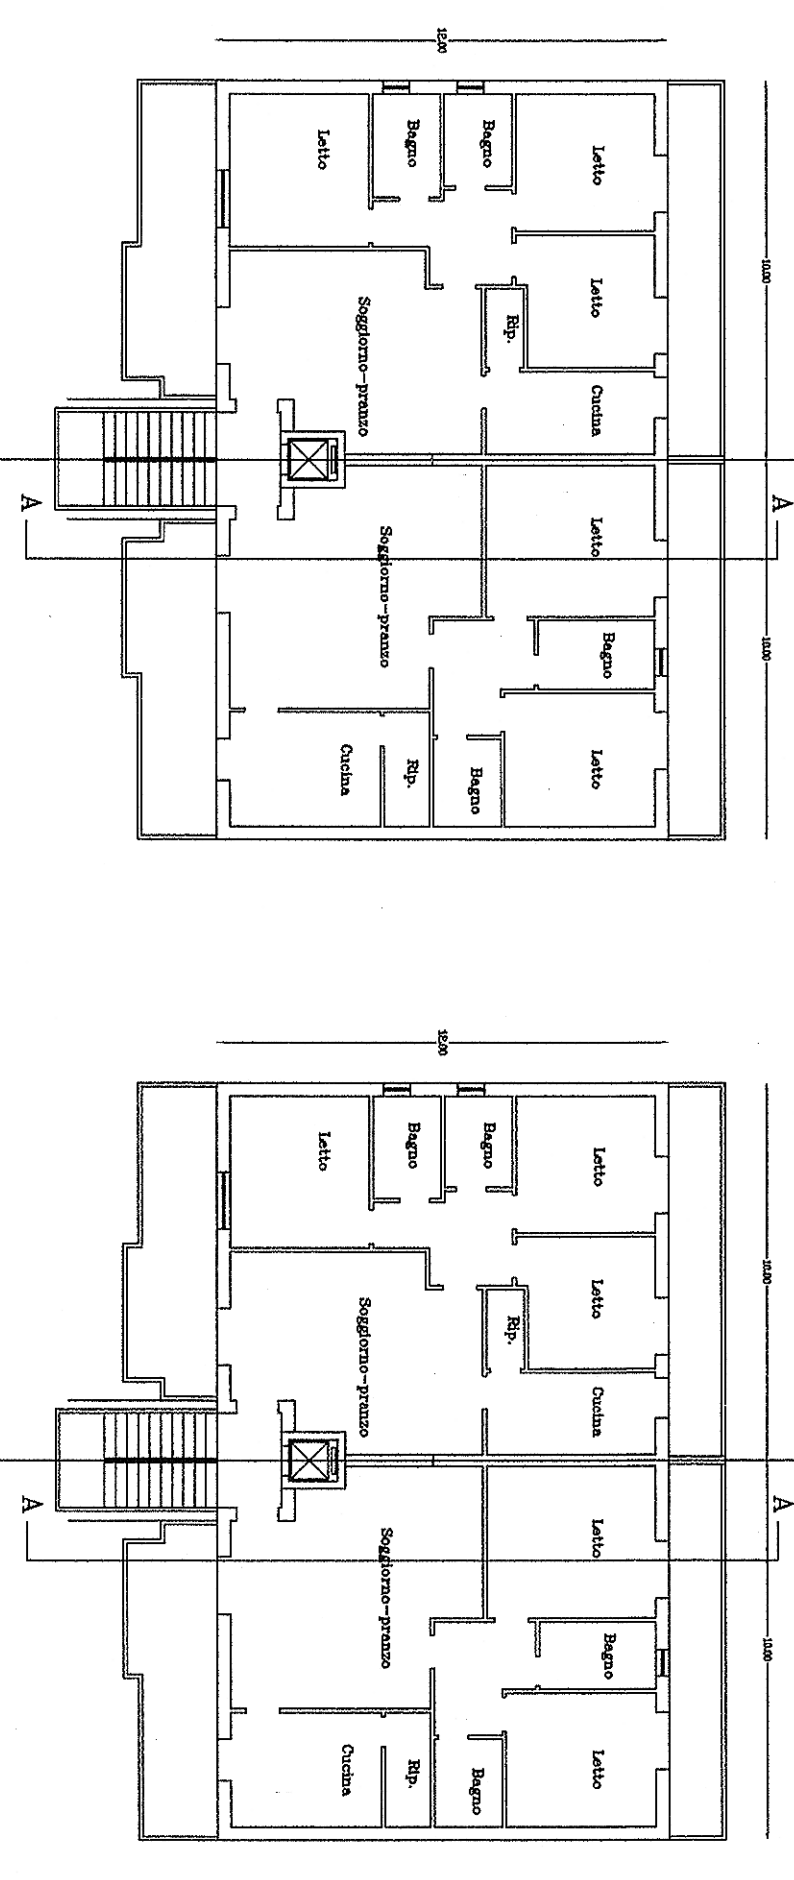 12.00
Letto
Bagno
Bagno
Letto
10.00
Letto
Soggiorno-pranzo
Rip.
Cucina
A
A
Soggiorno-pranzo
Letto
Bagno
10.00
Cucina
Rip.
Bagno
Letto
12.00
Letto
Bagno
Bagno
Letto
10.00
Letto
Soggiorno-pranzo
Rip.
Cucina
A
A
Soggiorno-pranzo
Letto
Bagno
10.00
Cucina
Rip.
Bagno
Letto